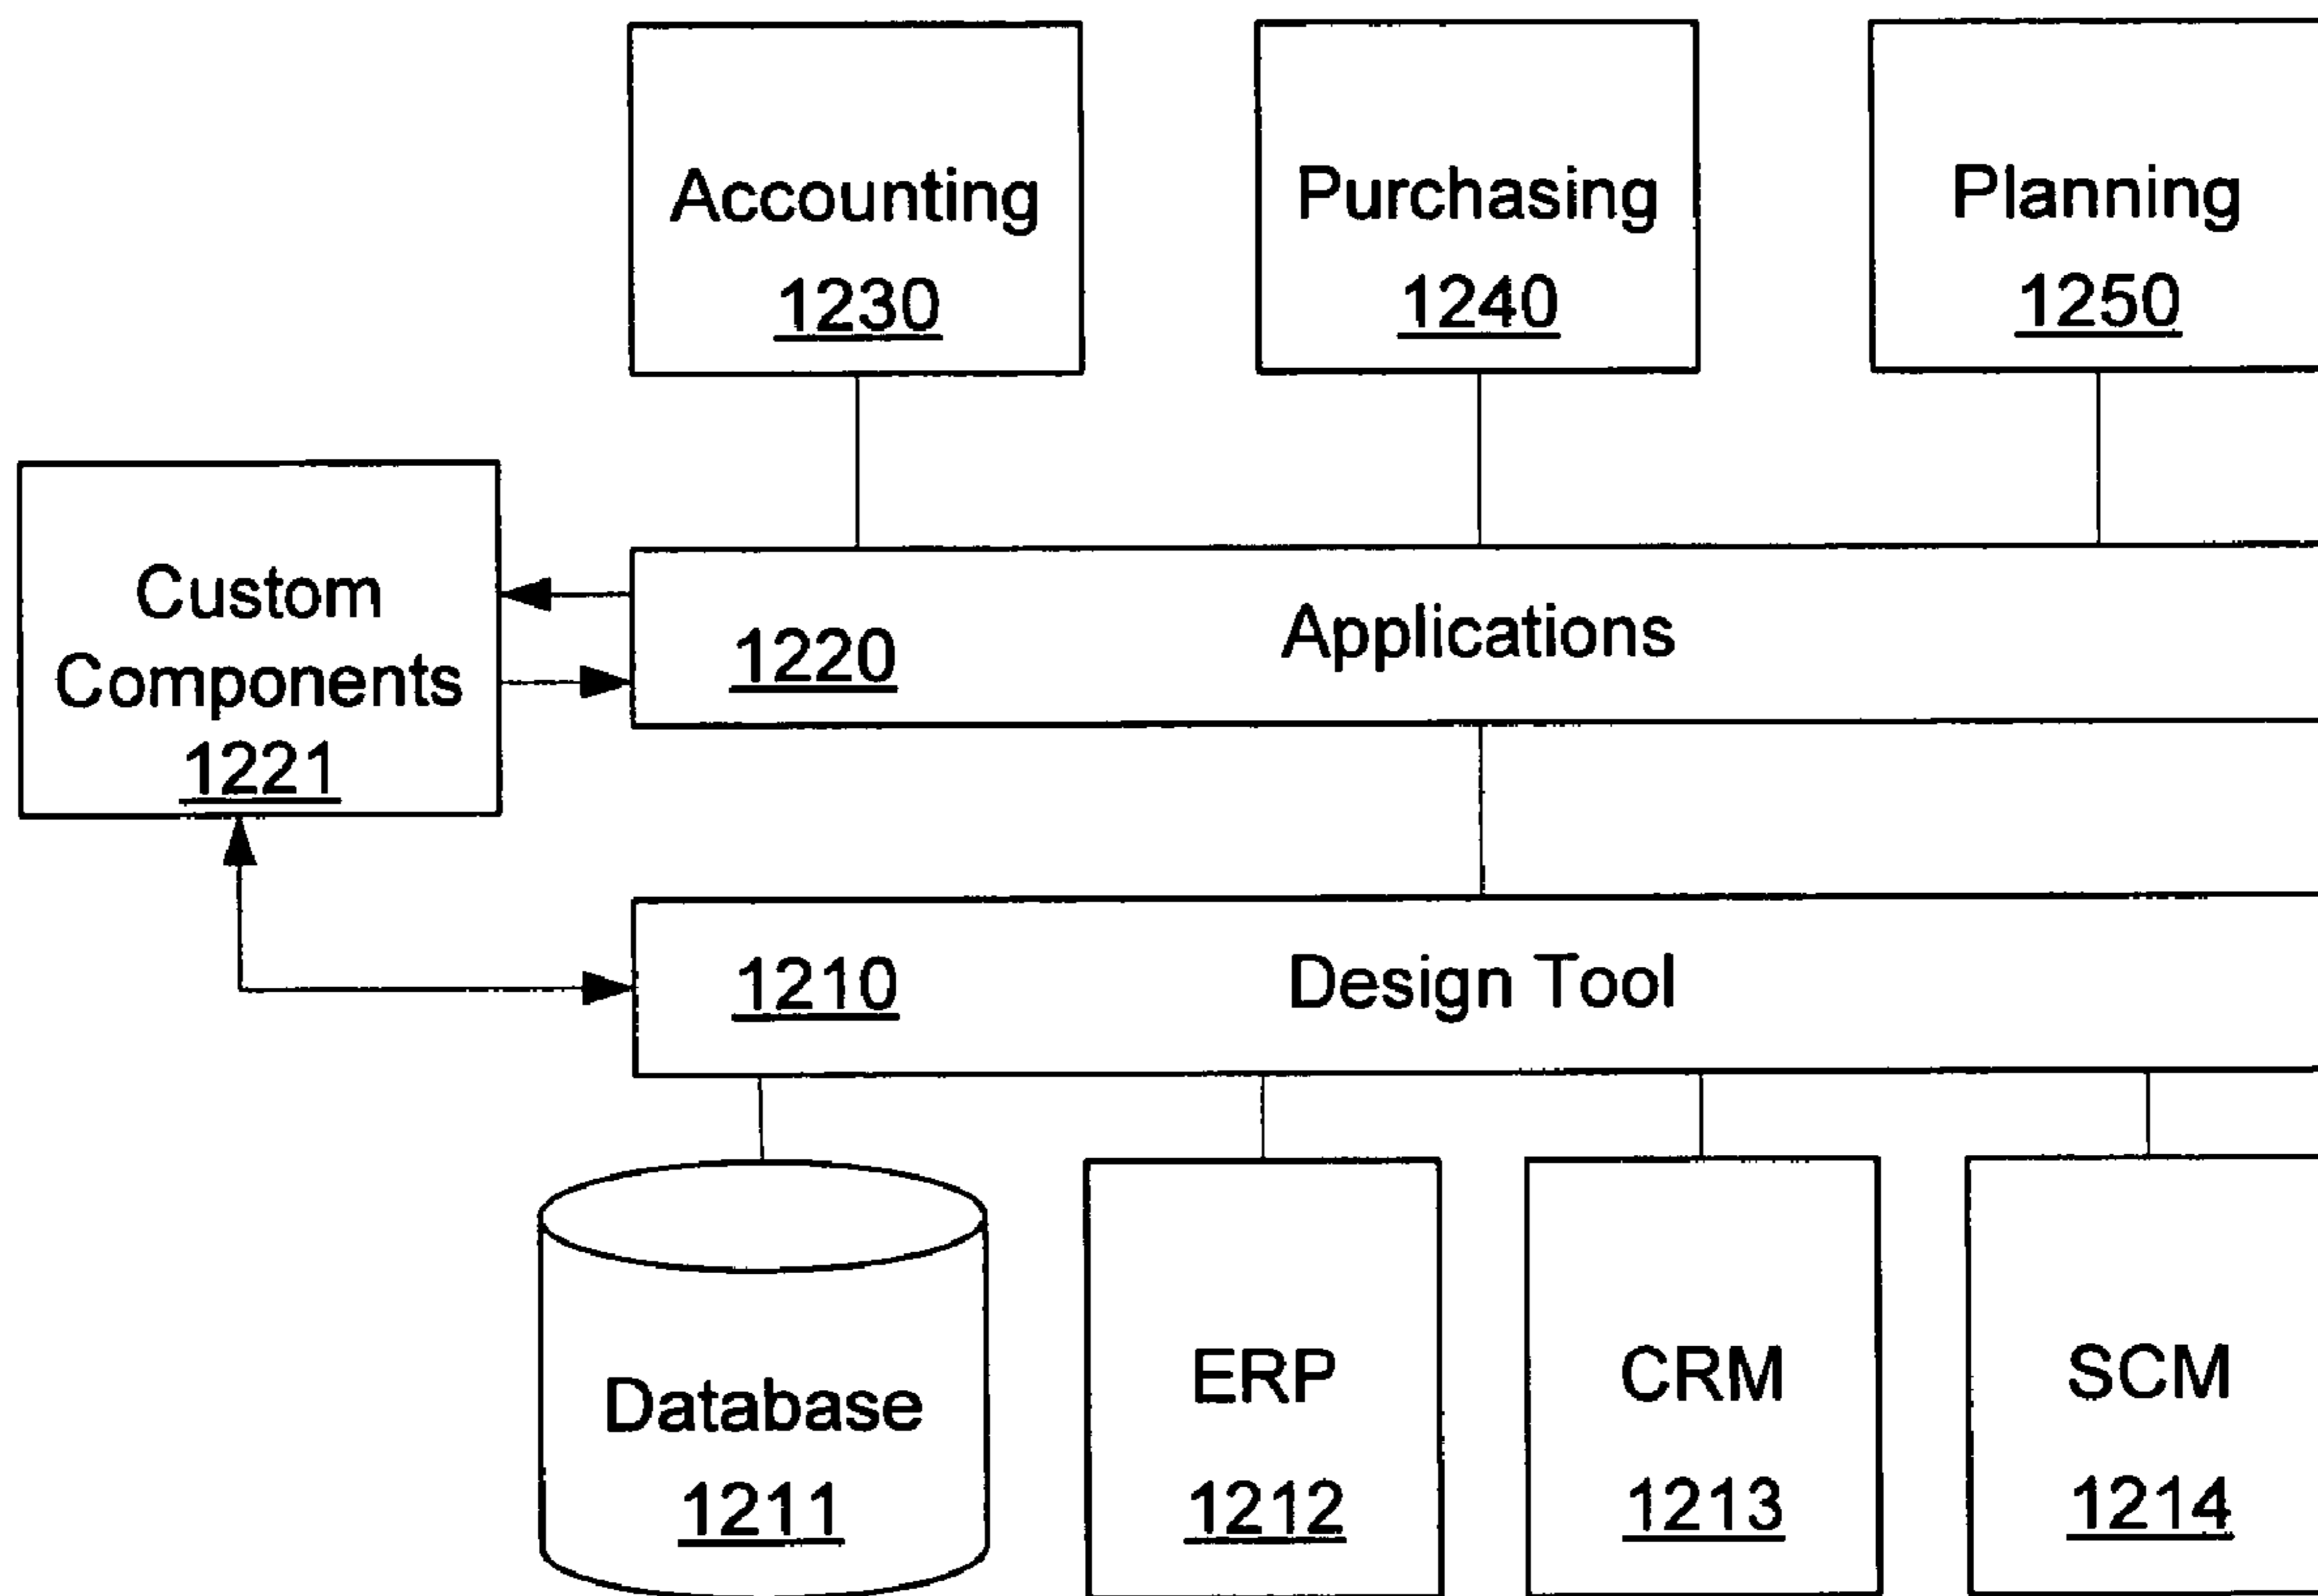 Accounting
1230
Purchasing
1240
Planning
1250
Custom
Components
1221
1220
Applications
1210
Design Tool
Database
1211
ERP
1212
CRM
1213
SCM
1214